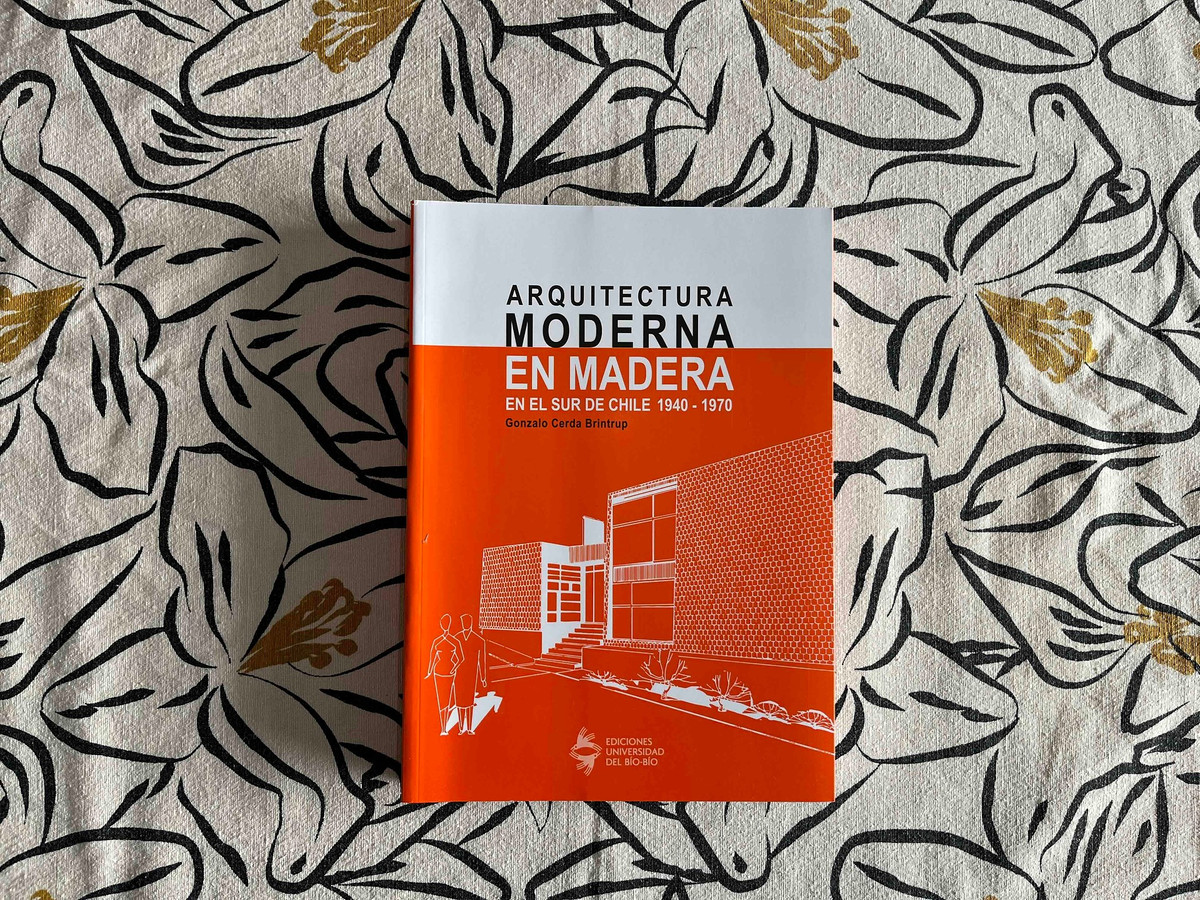 ARQUITECTURA
MODERNA
EN MADERA
EN EL SUR DE CHILE 1940 - 1970
Gonzalo Cerda Brintrup
EDICIONES
UNIVERSIDAD
DEL BÍO-BÍO